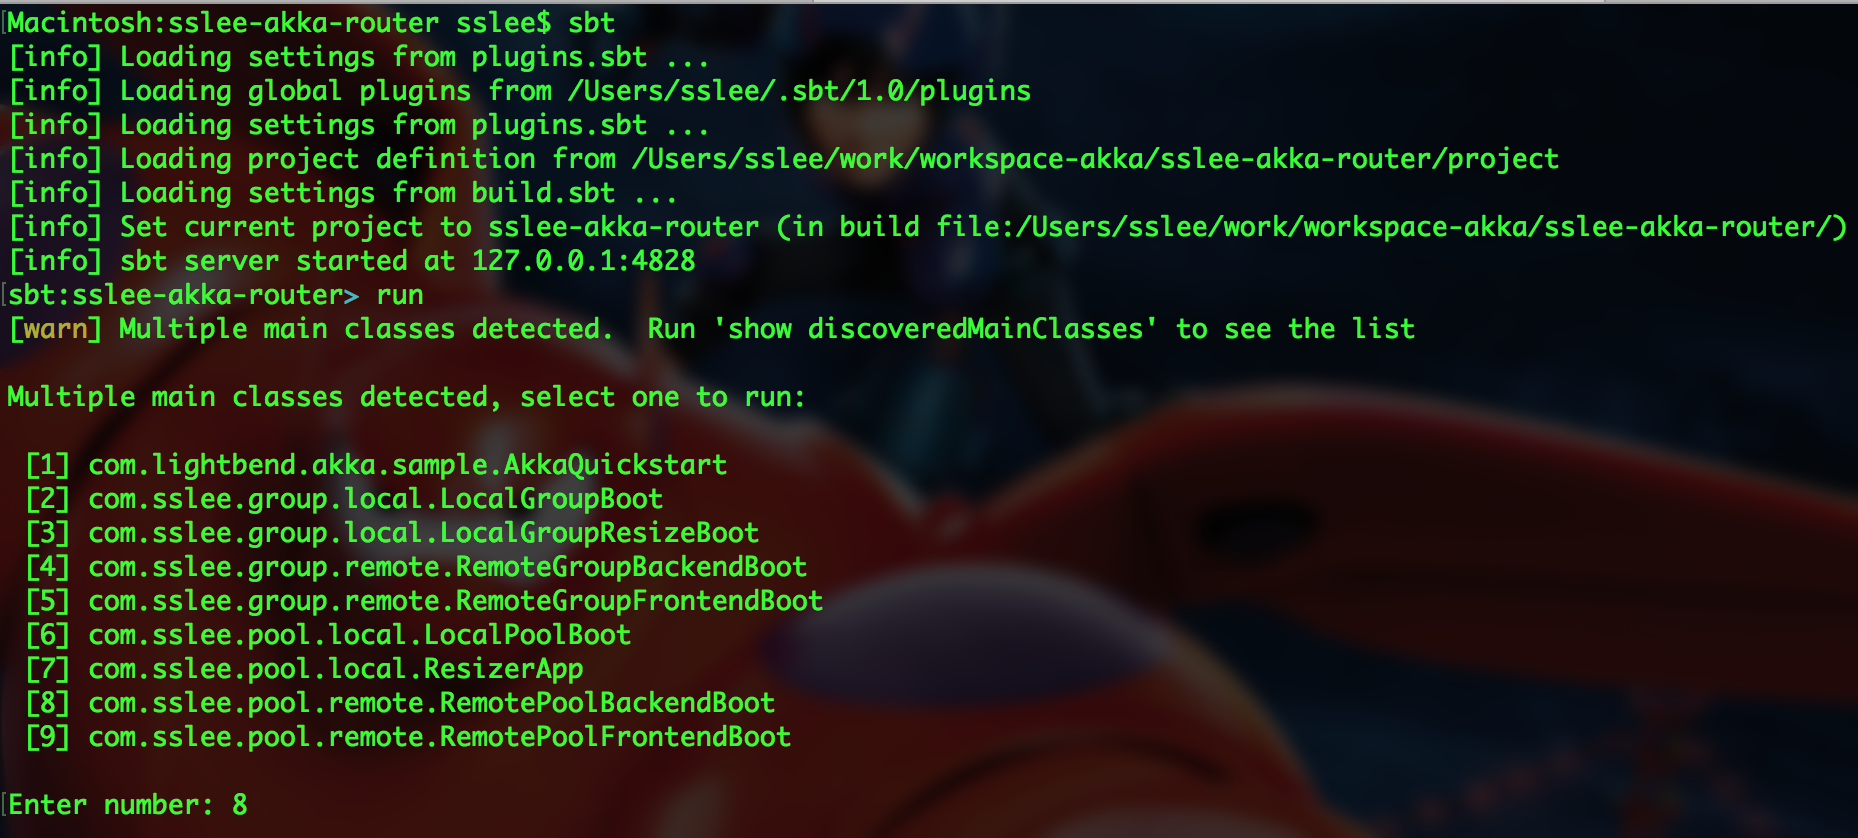 Macintosh:sslee-akka-router sslee$ sbt
[info] Loading settings from plugins.sbt ...
[info] Loading global plugins from /Users/sslee/.sbt/1.0/plugins
[info] Loading settings from plugins.sbt ...
[info] Loading project definition from /Users/sslee/work/workspace-akka/sslee-akka-router/project
[info] Loading settings from build.sbt ...
[info] Set current project to sslee-akka-router (in build file:/Users/sslee/work/workspace-akka/sslee-akka-router/)
[info] sbt server started at 127.0.0.1:4828
sbt:sslee-akka-router> run
[warn] Multiple main classes detected.  Run 'show discoveredMainClasses' to see the list
Multiple main classes detected, select one to run:
[1] com.lightbend.akka.sample.AkkaQuickstart
[2] com.sslee.group.local.LocalGroupBoot
[3] com.sslee.group.local.LocalGroupResizeBoot
[4] com.sslee.group.remote.RemoteGroupBackendBoot
[5] com.sslee.group.remote.RemoteGroupFrontendBoot
[6] com.sslee.pool.local.LocalPoolBoot
[7] com.sslee.pool.local.ResizerApp
[8] com.sslee.pool.remote.RemotePoolBackendBoot
[9] com.sslee.pool.remote.RemotePoolFrontendBoot
Enter number: 8